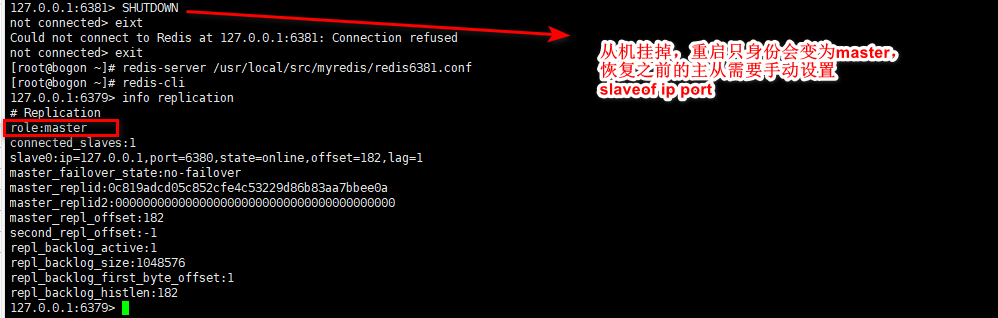 127.0.0.1:6381> SHUTDOWN
not connected> eixt
Could not connect to Redis at 127.0.0.1:6381: Connection refused
not connected> exit
[root@bogon ~]# redis-server /usr/local/src/myredis/redis6381.conf
[root@bogon ~]# redis-cli
127.0.0.1:6379> info replication
# Replication
role:master
connected_slaves:1
slave0:ip=127.0.0.1,port=6380,state=online,offset=182,lag=1
master_failover_state:no-failover
master_replid:0c819adcd05c852cfe4c53229d86b83aa7bbee0a
master_replid2:0000000000000000000000000000000000000000
master_repl_offset:182
second_repl_offset:-1
repl_backlog_active:1
repl_backlog_size:1048576
repl_backlog_first_byte_offset:1
repl_backlog_histlen:182
127.0.0.1:6379>
从机挂掉，重启只身份会变为master，
恢复之前的主从需要手动设置
slaveof ip port